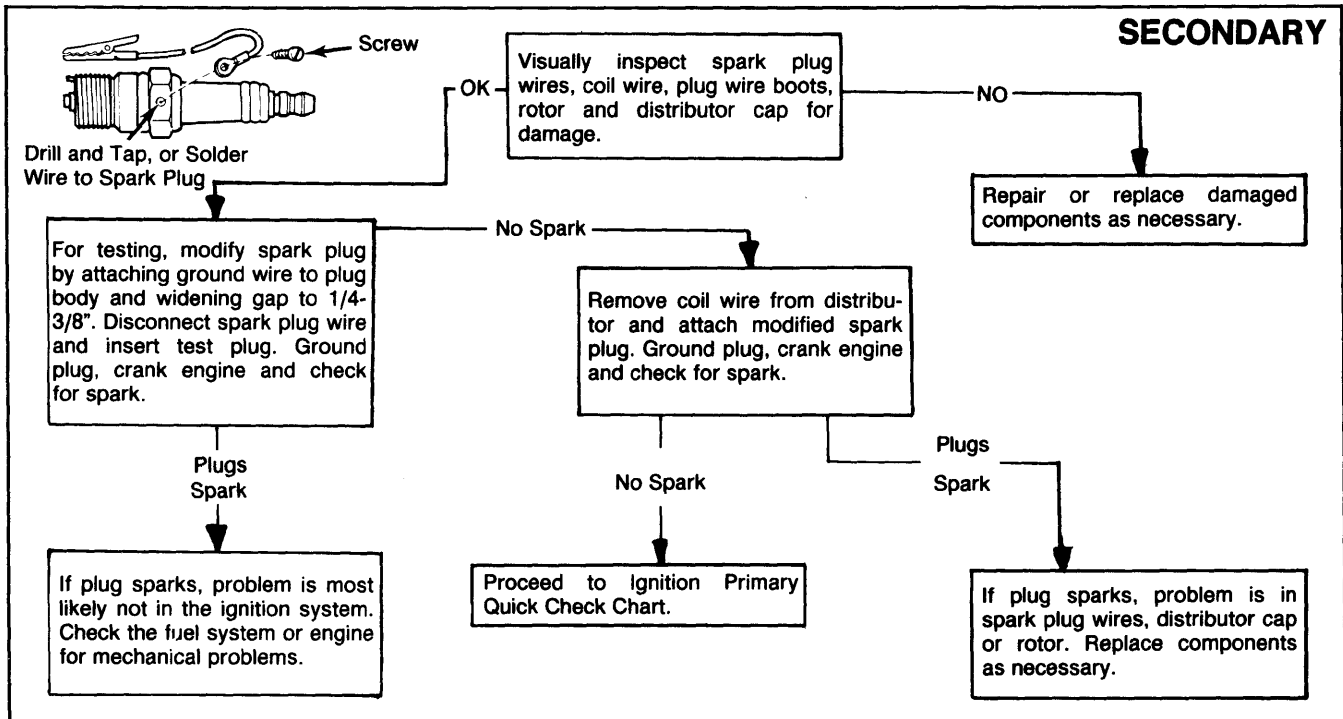 SECONDARY
Screw
Drill and Tap, or Solder
Wire to Spark Plug
Visually inspect spark plug
wires, coil wire, plug wire boots,
rotor and distributor cap for
damage.
OK
NO
Repair or replace damaged
components as necessary.
For testing, modify spark plug
by attaching ground wire to plug
body and widening gap to 1/4-
3/8". Disconnect spark plug wire
and insert test plug. Ground
plug, crank engine and check
for spark.
No Spark
Remove coil wire from distribu-
tor and attach modified spark
plug. Ground plug, crank engine
and check for spark.
Plugs
Spark
No Spark
Plugs
Spark
If plug sparks, problem is most
likely not in the ignition system.
Check the fuel system or engine
for mechanical problems.
Proceed to Ignition Primary
Quick Check Chart.
If plug sparks, problem is in
spark plug wires, distributor cap
or rotor. Replace components
as necessary.